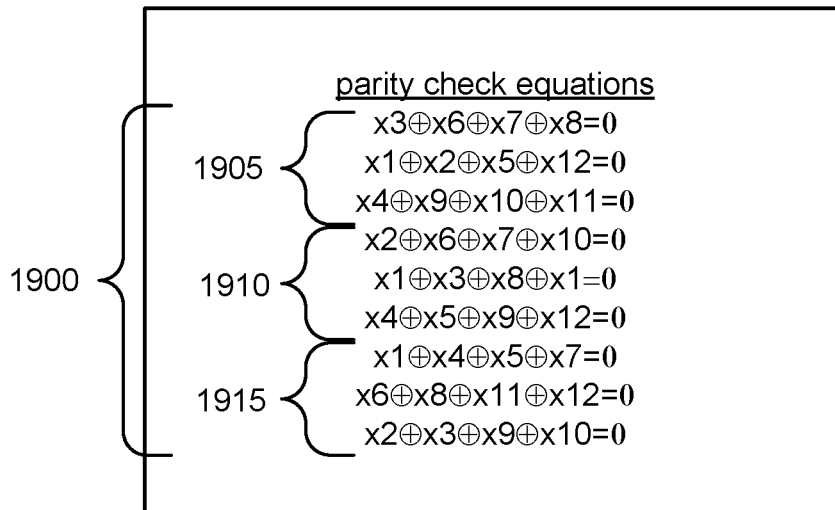 parity check equations
x3⊕x6⊕x7⊕x8=0
1905
x1⊕x2⊕x5⊕x12=0
x4⊕x9⊕x10⊕x11=0
x2⊕x6⊕x7⊕x10=0
1900
1910
x1⊕x3⊕x8⊕x1=0
x4⊕x5⊕x9⊕x12=0
x1⊕x4⊕x5⊕x7=0
1915
x6⊕x8⊕x11⊕x12=0
x2⊕x3⊕x9⊕x10=0